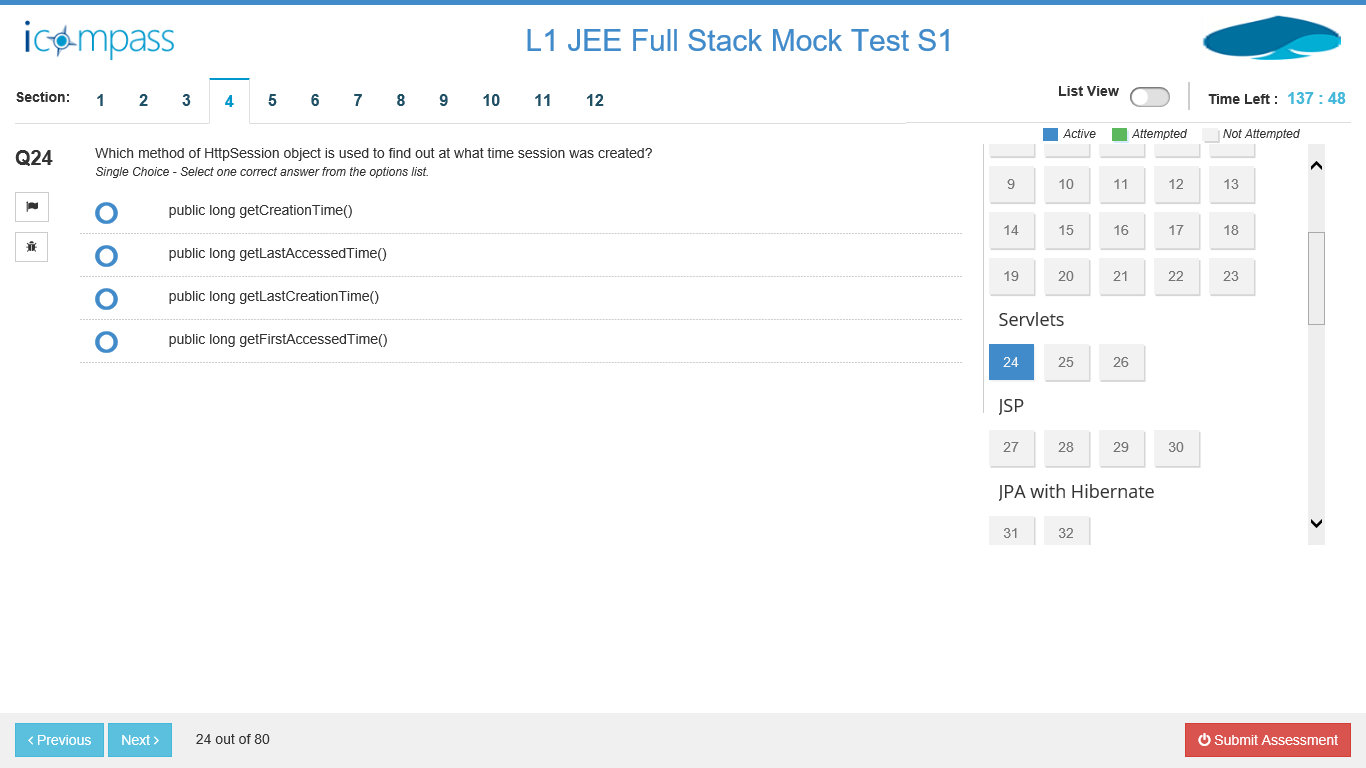 icompass
L1 JEE Full Stack Mock Test S1
Section: 1 2 3 4 5 6 7 8 9 10 11 12
List View
Time Left : 137 : 48
Active Attempted Not Attempted
Q24
Which method of HttpSession object is used to find out at what time session was created?
Single Choice - Select one correct answer from the options list.
public long getCreationTime()
public long getLastAccessedTime()
public long getLastCreationTime()
public long getFirstAccessedTime()
9 10 11 12 13
14 15 16 17 18
19 20 21 22 23
Servlets
24 25 26
JSP
27 28 29 30
JPA with Hibernate
31 32
‹ Previous
Next ›
24 out of 80
Submit Assessment